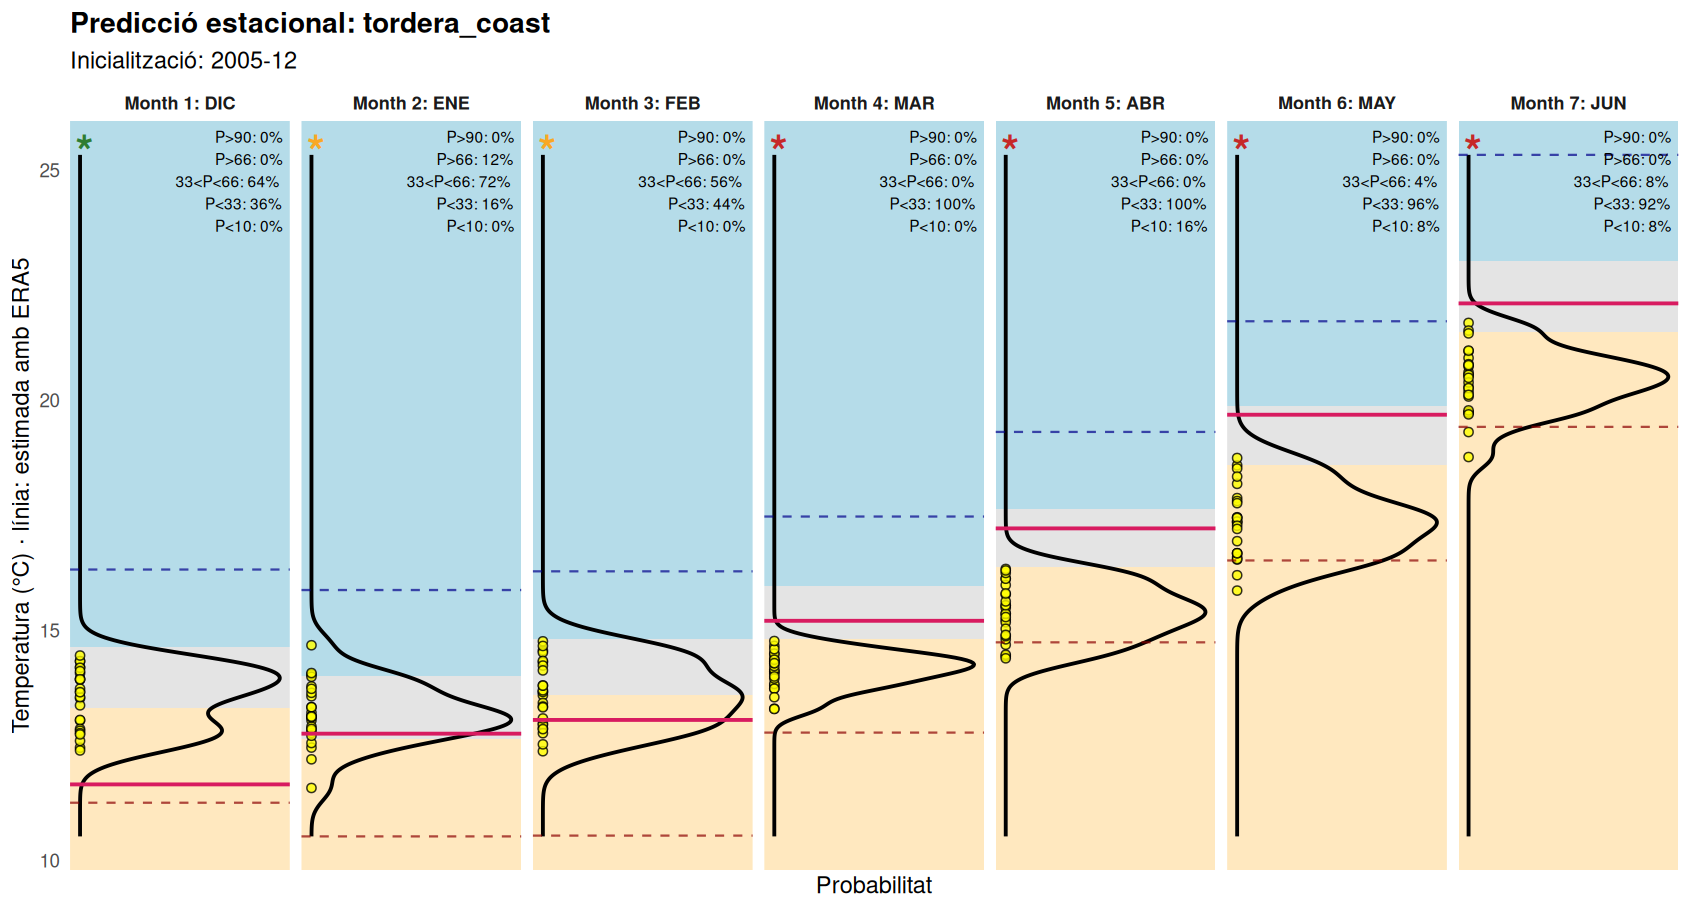 Predicció estacional: tordera_coast
Inicialització: 2005-12
Month 1: DIC
Month 2: ENE
Month 3: FEB
Month 4: MAR
Month 5: ABR
Month 6: MAY
Month 7: JUN
*
P>90: 0%
P>66: 0%
33<P<66: 64%
P<33: 36%
P<10: 0%
*
P>90: 0%
P>66: 12%
33<P<66: 72%
P<33: 16%
P<10: 0%
*
P>90: 0%
P>66: 0%
33<P<66: 56%
P<33: 44%
P<10: 0%
*
P>90: 0%
P>66: 0%
33<P<66: 0%
P<33: 100%
P<10: 0%
*
P>90: 0%
P>66: 0%
33<P<66: 0%
P<33: 100%
P<10: 16%
*
P>90: 0%
P>66: 0%
33<P<66: 4%
P<33: 96%
P<10: 8%
*
P>90: 0%
P>66: 0%
33<P<66: 8%
P<33: 92%
P<10: 8%
25
20
15
10
Temperatura (°C) · línia: estimada amb ERA5
Probabilitat